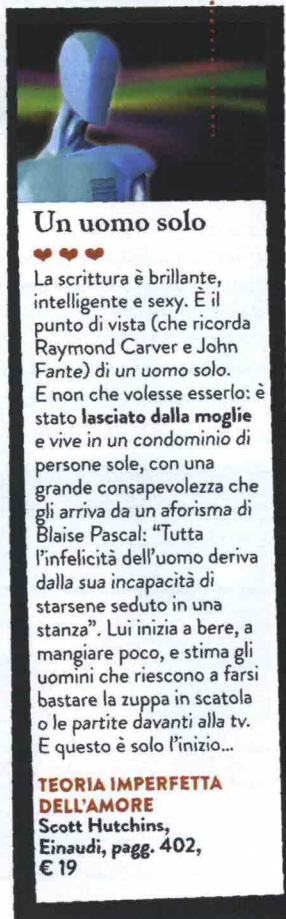 Un uomo solo
La scrittura è brillante,
intelligente e sexy. È il
punto di vista (che ricorda
Raymond Carver e John
Fante) di un uomo solo.
E non che volesse esserlo: è
stato lasciato dalla moglie
e vive in un condominio di
persone sole, con una
grande consapevolezza che
gli arriva da un aforisma di
Blaise Pascal: “Tutta
l’infelicità dell’uomo deriva
dalla sua incapacità di
starsene seduto in una
stanza”. Lui inizia a bere, a
mangiare poco, e stima gli
uomini che riescono a farsi
bastare la zuppa in scatola
o le partite davanti alla tv.
E questo è solo l’inizio...
TEORIA IMPERFETTA
DELL’AMORE
Scott Hutchins,
Einaudi, pagg. 402,
€ 19